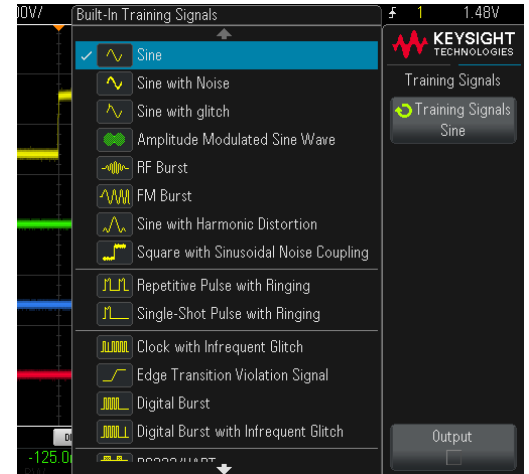 00V/
Built-In Training Signals
1
1.48V
Sine
Sine with Noise
Sine with glitch
Amplitude Modulated Sine Wave
RF Burst
FM Burst
Sine with Harmonic Distortion
Square with Sinusoidal Noise Coupling
Repetitive Pulse with Ringing
Single-Shot Pulse with Ringing
Clock with Infrequent Glitch
Edge Transition Violation Signal
Digital Burst
Digital Burst with Infrequent Glitch
KEYSIGHT
TECHNOLOGIES
Training Signals
Training Signals
Sine
Output
-125.0